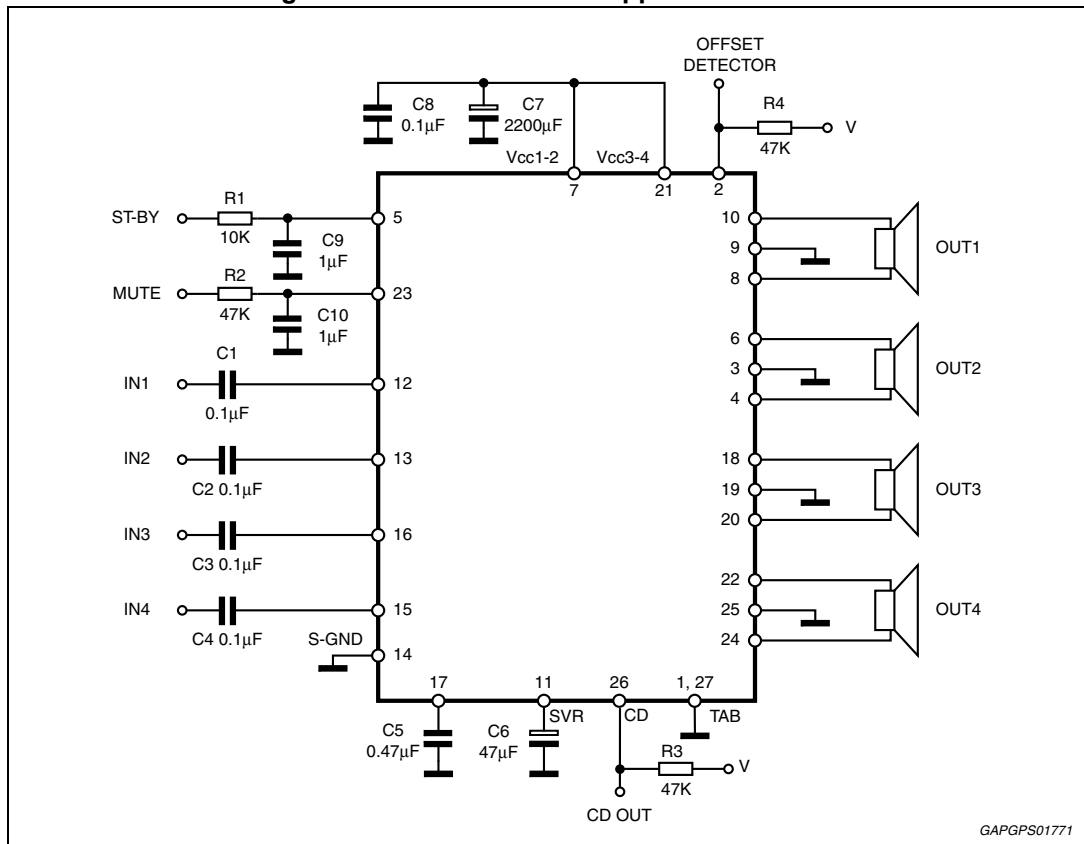 OFFSET
DETECTOR
C8
0.1µF
C7
2200µF
R4
47K
V
Vcc1-2
Vcc3-4
7
21
2
ST-BY
R1
10K
5
C9
1µF
MUTE
R2
47K
23
C10
1µF
IN1
C1
0.1µF
12
IN2
C2 0.1µF
13
IN3
C3 0.1µF
16
IN4
C4 0.1µF
15
S-GND
14
10
9
8
OUT1
6
3
4
OUT2
18
19
20
OUT3
22
25
24
OUT4
17
11
26
1, 27
SVR
CD
TAB
C5
0.47µF
C6
47µF
R3
47K
V
CD OUT
GAPGPS01771